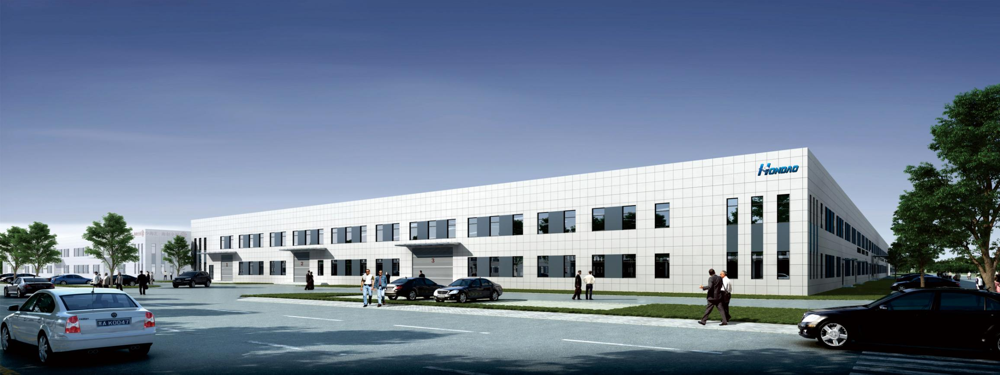 HONDAO
1
2
3
PASSAT
黑A K0047